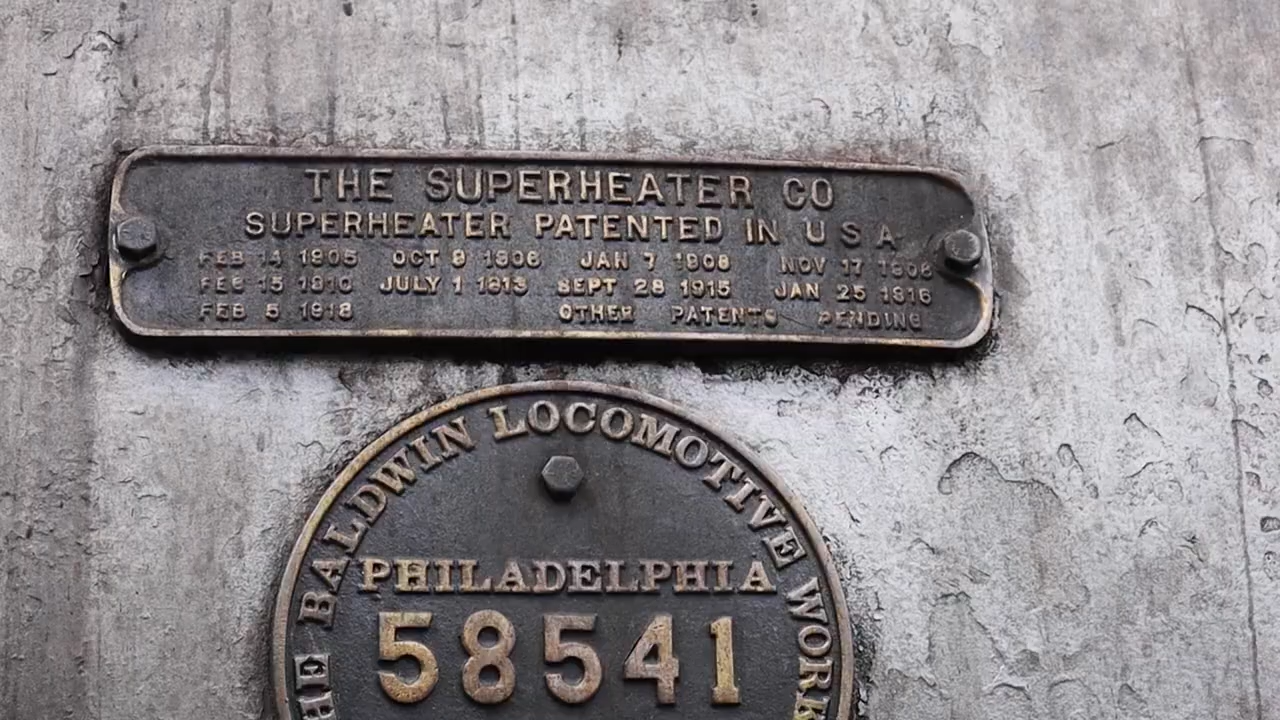 THE SUPERHEATER CO
SUPERHEATER PATENTED IN U S A
FEB 14 1905 OCT 9 1906 JAN 7 1908 NOV 17 1908
FEB 15 1910 JULY 1 1913 SEPT 28 1915 JAN 25 1916
FEB 5 1918 OTHER PATENTS PENDING
THE BALDWIN LOCOMOTIVE WORK
PHILADELPHIA
58541